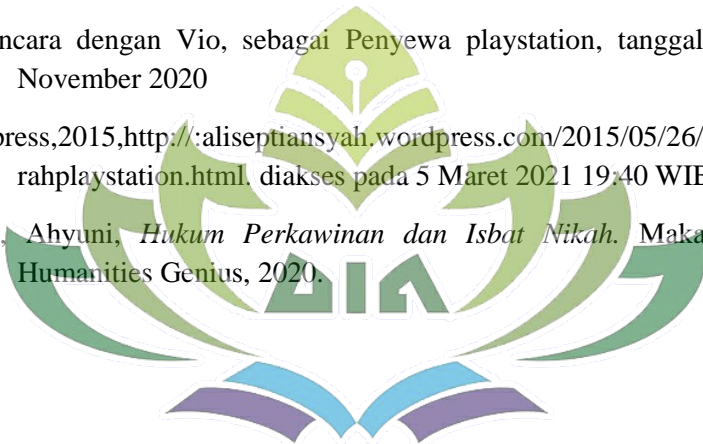 ncara dengan Vio, sebagai Penyewa playstation, tanggal
November 2020
press,2015,http://:aliseptiansyah.wordpress.com/2015/05/26/
rahplaystation.html. diakses pada 5 Maret 2021 19:40 WIB
, Ahyuni, Hukum Perkawinan dan Isbat Nikah. Maka
Humanities Genius, 2020.